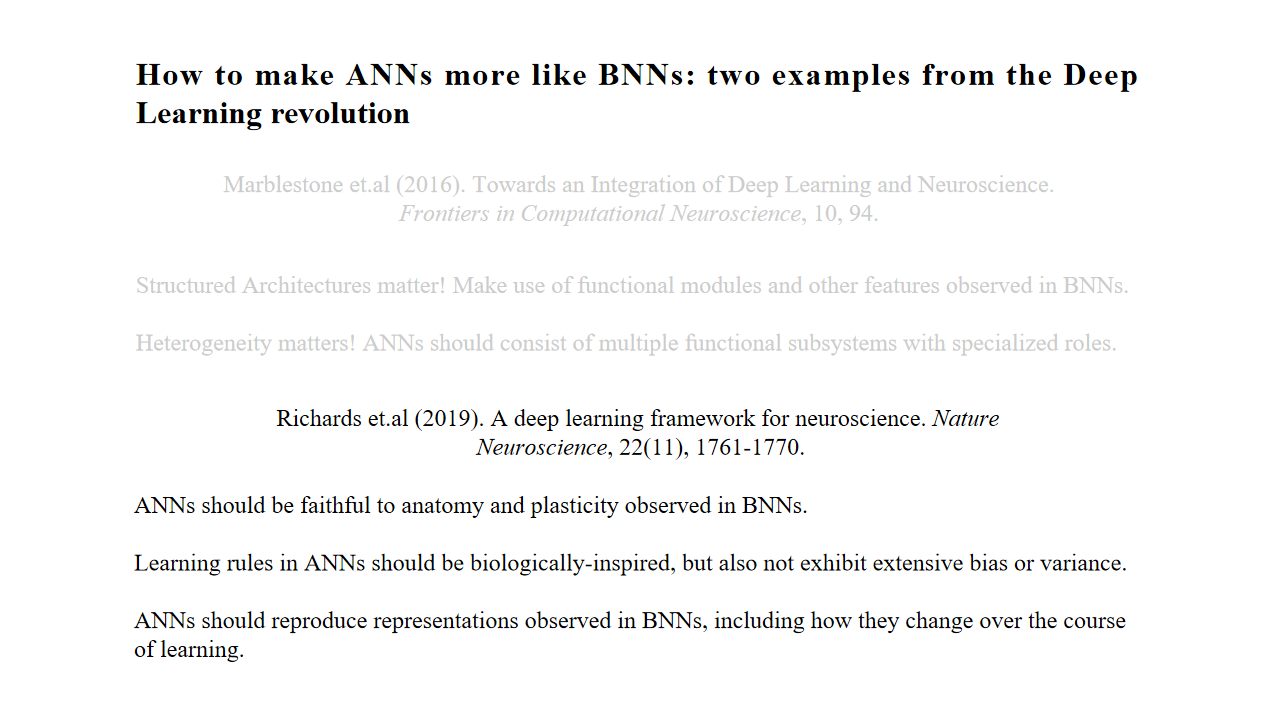 How to make ANNs more like BNNs: two examples from the Deep
Learning revolution
Marblestone et.al (2016). Towards an Integration of Deep Learning and Neuroscience.
Frontiers in Computational Neuroscience, 10, 94.
Structured Architectures matter! Make use of functional modules and other features observed in BNNs.
Heterogeneity matters! ANNs should consist of multiple functional subsystems with specialized roles.
Richards et.al (2019). A deep learning framework for neuroscience. Nature
Neuroscience, 22(11), 1761-1770.
ANNs should be faithful to anatomy and plasticity observed in BNNs.
Learning rules in ANNs should be biologically-inspired, but also not exhibit extensive bias or variance.
ANNs should reproduce representations observed in BNNs, including how they change over the course
of learning.